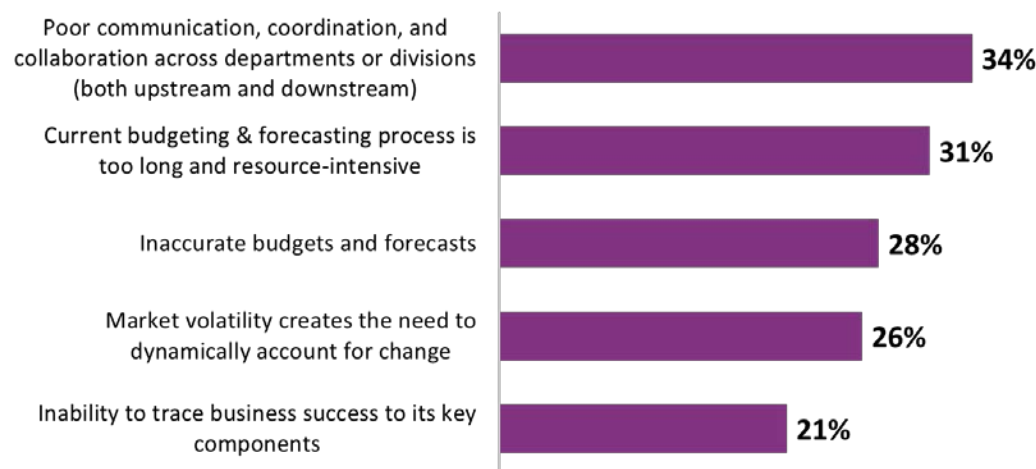 Poor communication, coordination, and
collaboration across departments or divisions
(both upstream and downstream)
34%
Current budgeting & forecasting process is
too long and resource-intensive
31%
Inaccurate budgets and forecasts
28%
Market volatility creates the need to
dynamically account for change
26%
Inability to trace business success to its key
components
21%